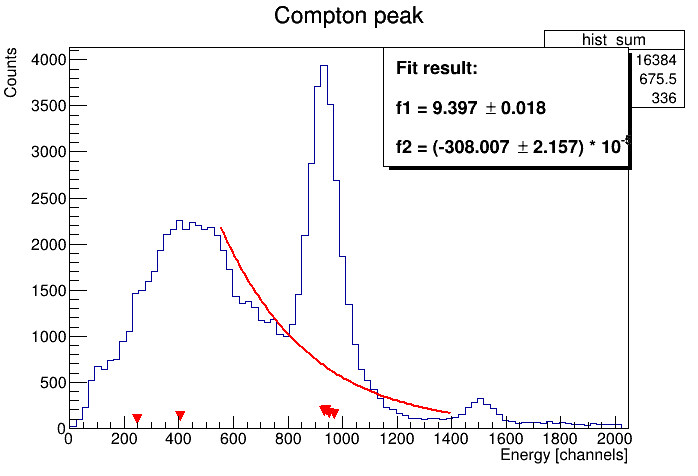 Compton peak
hist_sum
16384
675.5
336
Fit result:
f1 = 9.397 ± 0.018
f2 = (-308.007 ± 2.157) * 10
Counts
4000
3500
3000
2500
2000
1500
1000
500
0
0 200 400 600 800 1000 1200 1400 1600 1800 2000
Energy [channels]